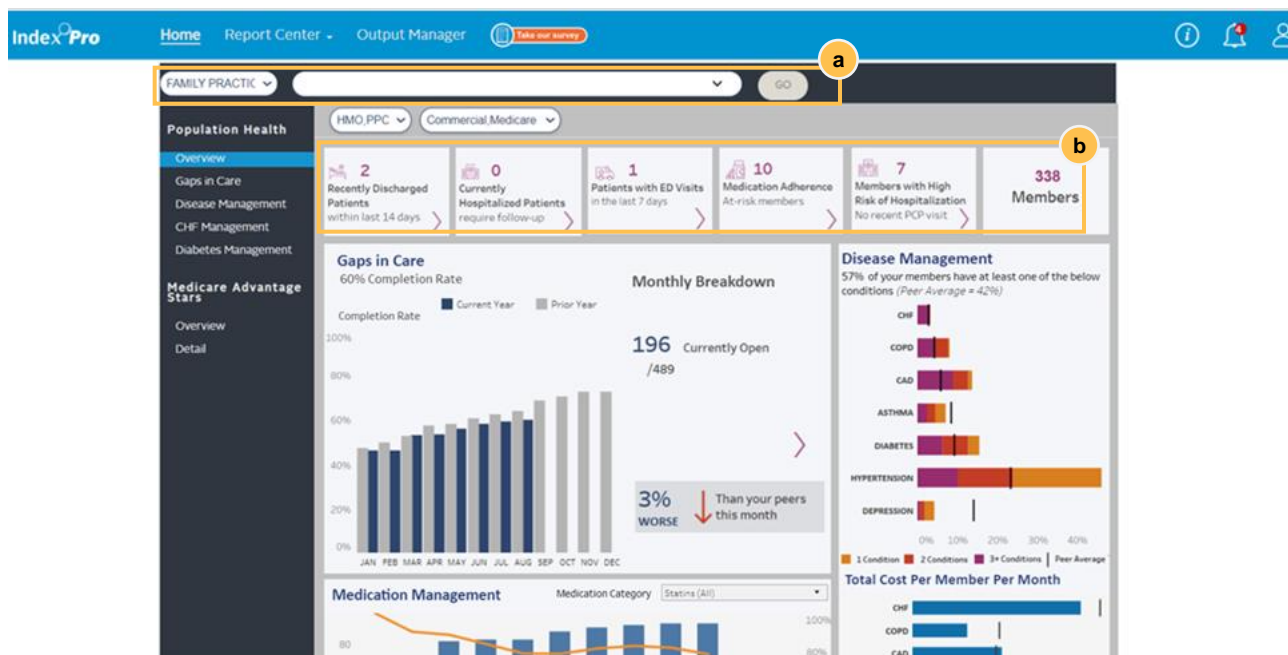 IndexPro
Home
Report Center
Output Manager
Take our survey
i
4
a
FAMILY PRACTIC
GO
Population Health
Overview
Gaps in Care
Disease Management
CHF Management
Diabetes Management
Medicare Advantage
Stars
Overview
Detail
HMO,PPC
Commercial,Medicare
b
2
Recently Discharged
Patients
within last 14 days
0
Currently
Hospitalized Patients
require follow-up
1
Patients with ED Visits
in the last 7 days
10
Medication Adherence
At-risk members
7
Members with High
Risk of Hospitalization
No recent PCP visit
338
Members
Gaps in Care
60% Completion Rate
Current Year
Prior Year
Completion Rate
100%
80%
60%
40%
20%
0%
JAN FEB MAR APR MAY JUN JUL AUG SEP OCT NOV DEC
Monthly Breakdown
196 Currently Open
/489
3%
WORSE
Than your peers
this month
Disease Management
57% of your members have at least one of the below
conditions (Peer Average = 42%)
CHF
COPD
CAD
ASTHMA
DIABETES
HYPERTENSION
DEPRESSION
0% 10% 20% 30% 40%
1 Condition 2 Conditions 3+ Conditions Peer Average
Medication Management
Medication Category
Statins (All)
80
100%
80%
Total Cost Per Member Per Month
CHF
COPD
CAD